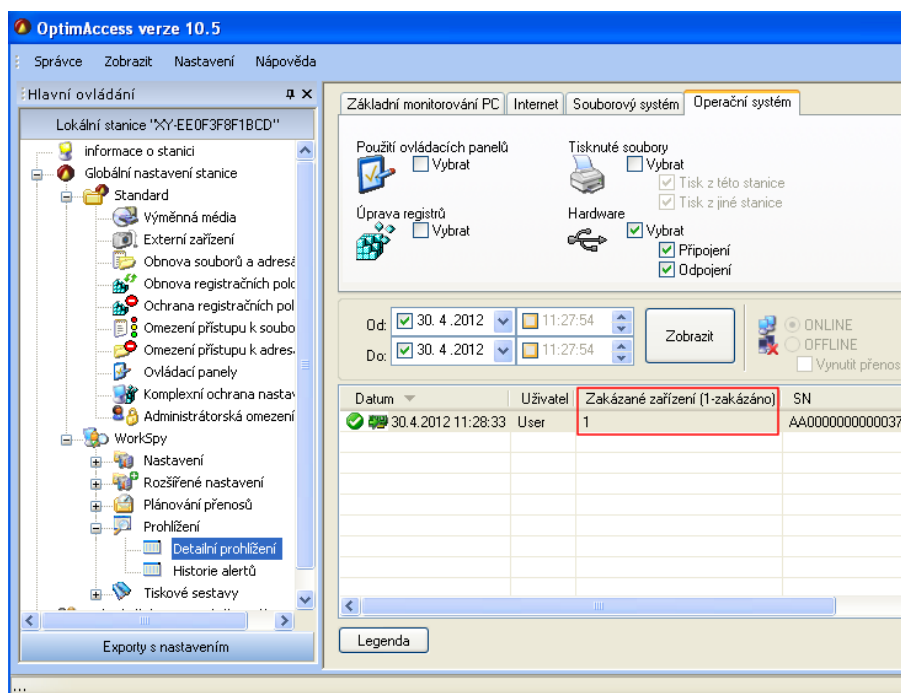 OptimAccess verze 10.5
Správce Zobrazit Nastavení Nápověda
Hlavní ovládání
Lokální stanice "XY-EE0F3F8F1BCD"
informace o stanici
Globální nastavení stanice
Standard
Výměnná média
Externí zařízení
Obnova souborů a adresá
Obnova registračních polo
Ochrana registračních pol
Omezení přístupu k soubo
Omezení přístupu k adres
Ovládací panely
Komplexní ochrana nasta
Administrátorská omezení
WorkSpy
Nastavení
Rozšířené nastavení
Plánování přenosů
Prohlížení
Detailní prohlížení
Historie alertů
Tiskové sestavy
Exporty s nastavením
Základní monitorování PC Internet Souborový systém Operační systém
Použití ovládacích panelů
Vybrat
Tisknuté soubory
Vybrat
Tisk z této stanice
Tisk z jiné stanice
Úprava registrů
Vybrat
Hardware
Vybrat
Připojení
Odpojení
Od: 30. 4 .2012 11:27:54
Do: 30. 4 .2012 11:27:54
Zobrazit
ONLINE
OFFLINE
Vynutit přenos
Datum Uživatel Zakázané zařízení (1-zakázáno) SN
30.4.2012 11:28:33 User 1 AA0000000000037
Legenda
...